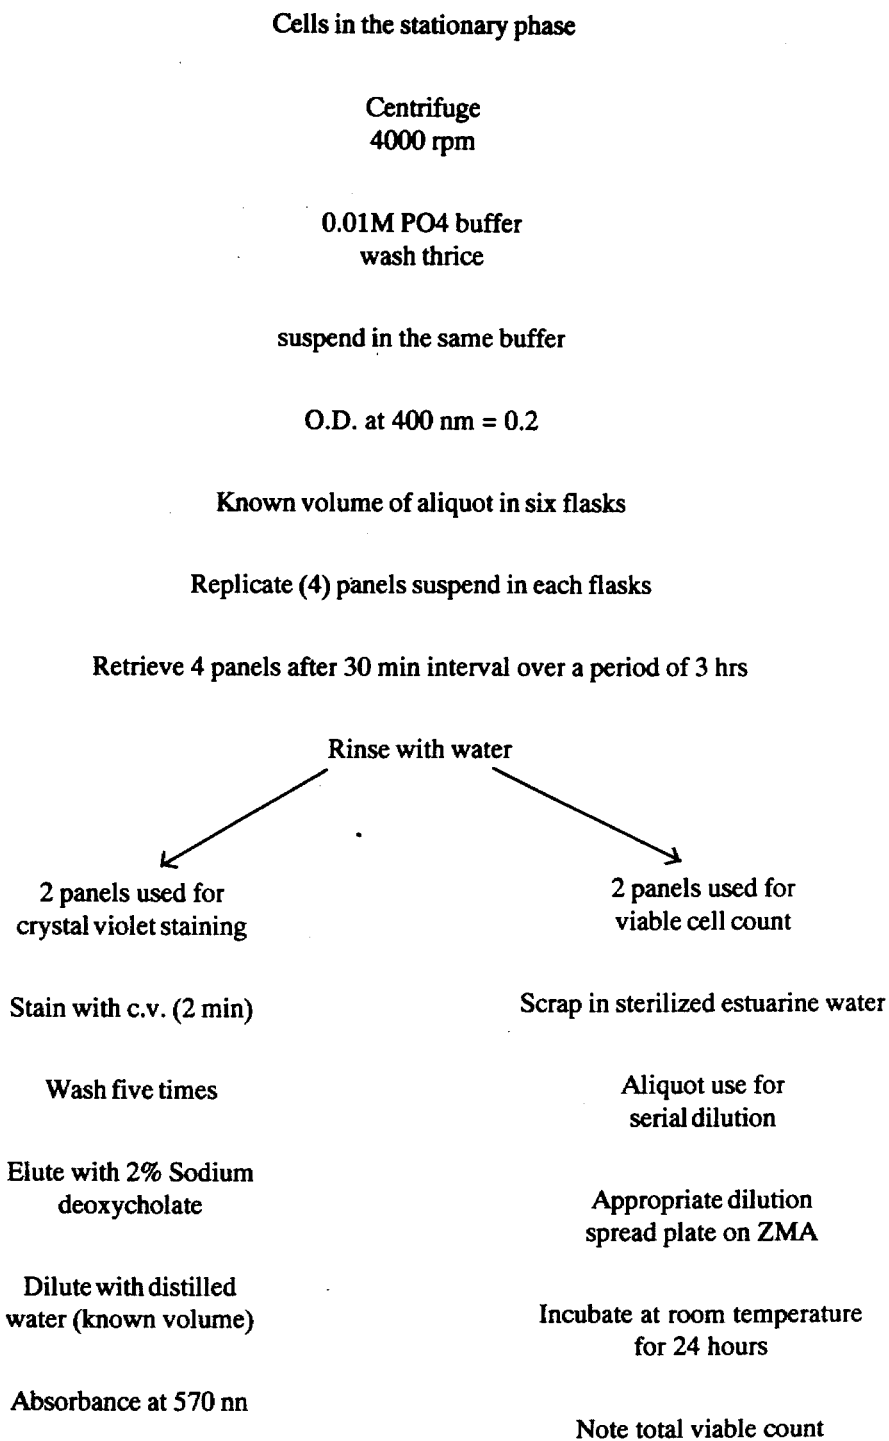 Cells in the stationary phase
Centrifuge
4000 rpm
0.01M PO4 buffer
wash thrice
suspend in the same buffer
O.D. at 400 nm = 0.2
Known volume of aliquot in six flasks
Replicate (4) panels suspend in each flasks
Retrieve 4 panels after 30 min interval over a period of 3 hrs
Rinse with water
2 panels used for
crystal violet staining
Stain with c.v. (2 min)
Wash five times
Elute with 2% Sodium
deoxycholate
Dilute with distilled
water (known volume)
Absorbance at 570 nn
2 panels used for
viable cell count
Scrap in sterilized estuarine water
Aliquot use for
serial dilution
Appropriate dilution
spread plate on ZMA
Incubate at room temperature
for 24 hours
Note total viable count